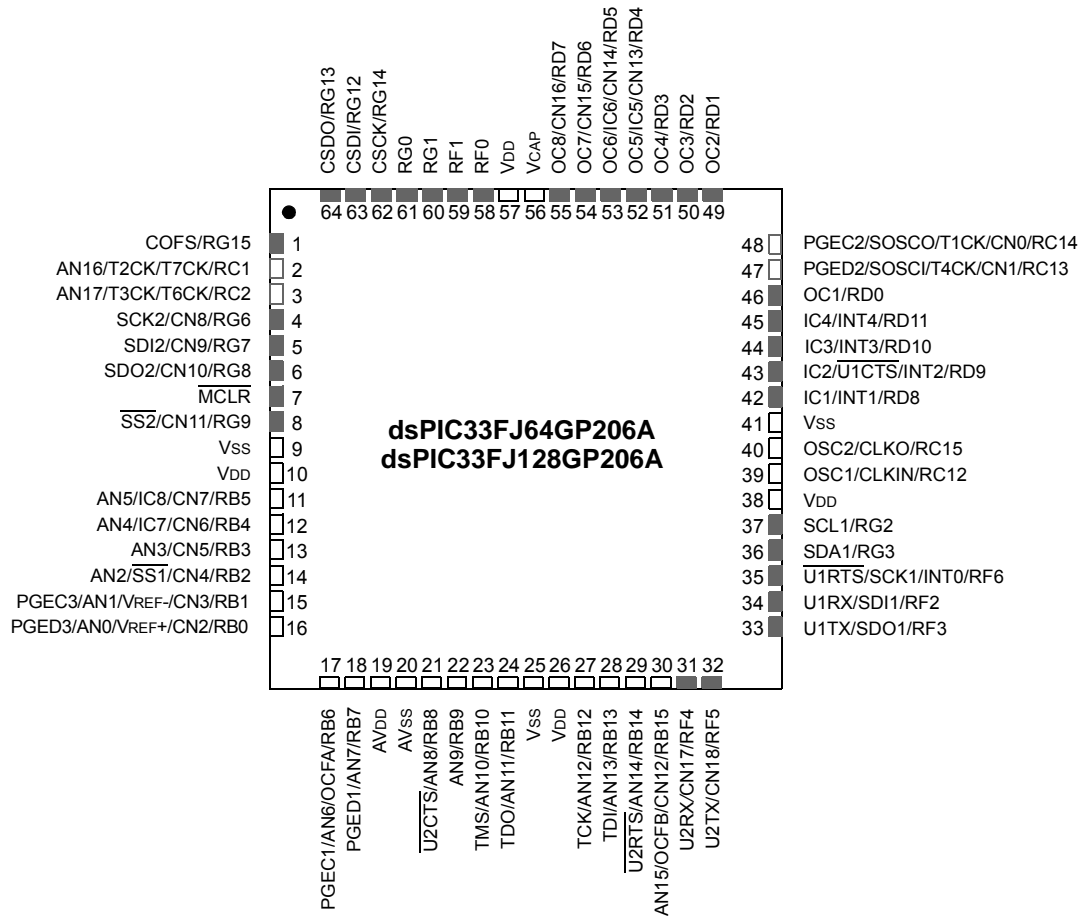 CSDO/RG13
CSDI/RG12
CSCK/RG14
RG0
RG1
RF1
RF0
VDD
VCAP
OC8/CN16/RD7
OC7/CN15/RD6
OC6/IC6/CN14/RD5
OC5/IC5/CN13/RD4
OC4/RD3
OC3/RD2
OC2/RD1
64 63 62 61 60 59 58 57 56 55 54 53 52 51 50 49
COFS/RG15 1
AN16/T2CK/T7CK/RC1 2
AN17/T3CK/T6CK/RC2 3
SCK2/CN8/RG6 4
SDI2/CN9/RG7 5
SDO2/CN10/RG8 6
MCLR 7
SS2/CN11/RG9 8
VSS 9
VDD 10
AN5/IC8/CN7/RB5 11
AN4/IC7/CN6/RB4 12
AN3/CN5/RB3 13
AN2/SS1/CN4/RB2 14
PGEC3/AN1/VREF-/CN3/RB1 15
PGED3/AN0/VREF+/CN2/RB0 16
dsPIC33FJ64GP206A
dsPIC33FJ128GP206A
48 PGEC2/SOSCO/T1CK/CN0/RC14
47 PGED2/SOSCI/T4CK/CN1/RC13
46 OC1/RD0
45 IC4/INT4/RD11
44 IC3/INT3/RD10
43 IC2/U1CTS/INT2/RD9
42 IC1/INT1/RD8
41 VSS
40 OSC2/CLKO/RC15
39 OSC1/CLKIN/RC12
38 VDD
37 SCL1/RG2
36 SDA1/RG3
35 U1RTS/SCK1/INT0/RF6
34 U1RX/SDI1/RF2
33 U1TX/SDO1/RF3
17 18 19 20 21 22 23 24 25 26 27 28 29 30 31 32
PGEC1/AN6/OCFA/RB6
PGED1/AN7/RB7
AVDD
AVSS
U2CTS/AN8/RB8
AN9/RB9
TMS/AN10/RB10
TDO/AN11/RB11
VSS
VDD
TCK/AN12/RB12
TDI/AN13/RB13
U2RTS/AN14/RB14
AN15/OCFB/CN12/RB15
U2RX/CN17/RF4
U2TX/CN18/RF5